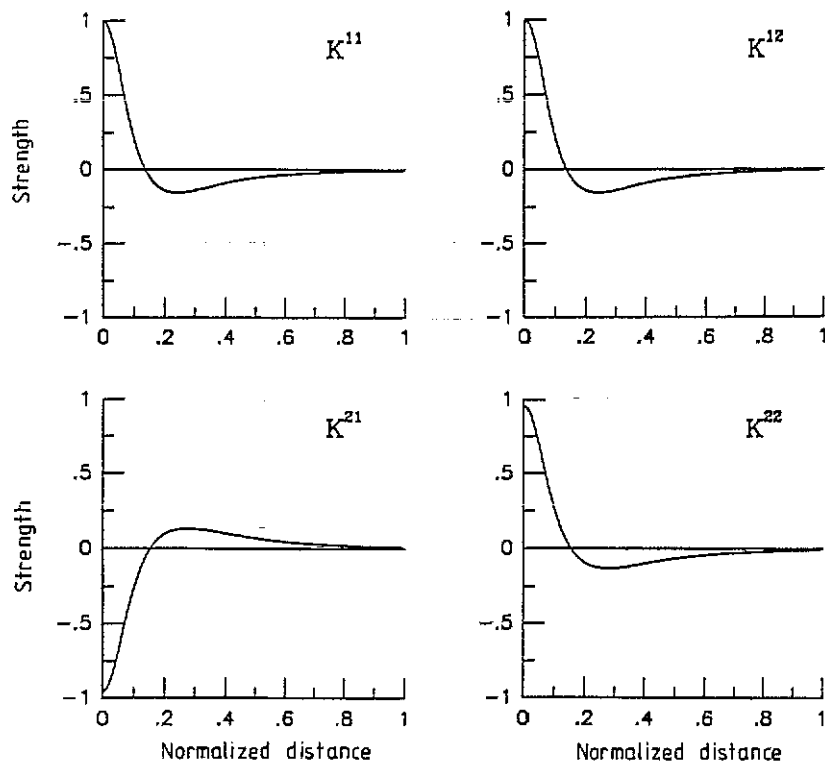 K^11
1
.5
0
-.5
-1
Strength
0 .2 .4 .6 .8 1
K^12
1
.5
0
-.5
-1
0 .2 .4 .6 .8 1
K^21
1
.5
0
-.5
-1
Strength
0 .2 .4 .6 .8 1
Normalized distance
K^22
1
.5
0
-.5
-1
0 .2 .4 .6 .8 1
Normalized distance